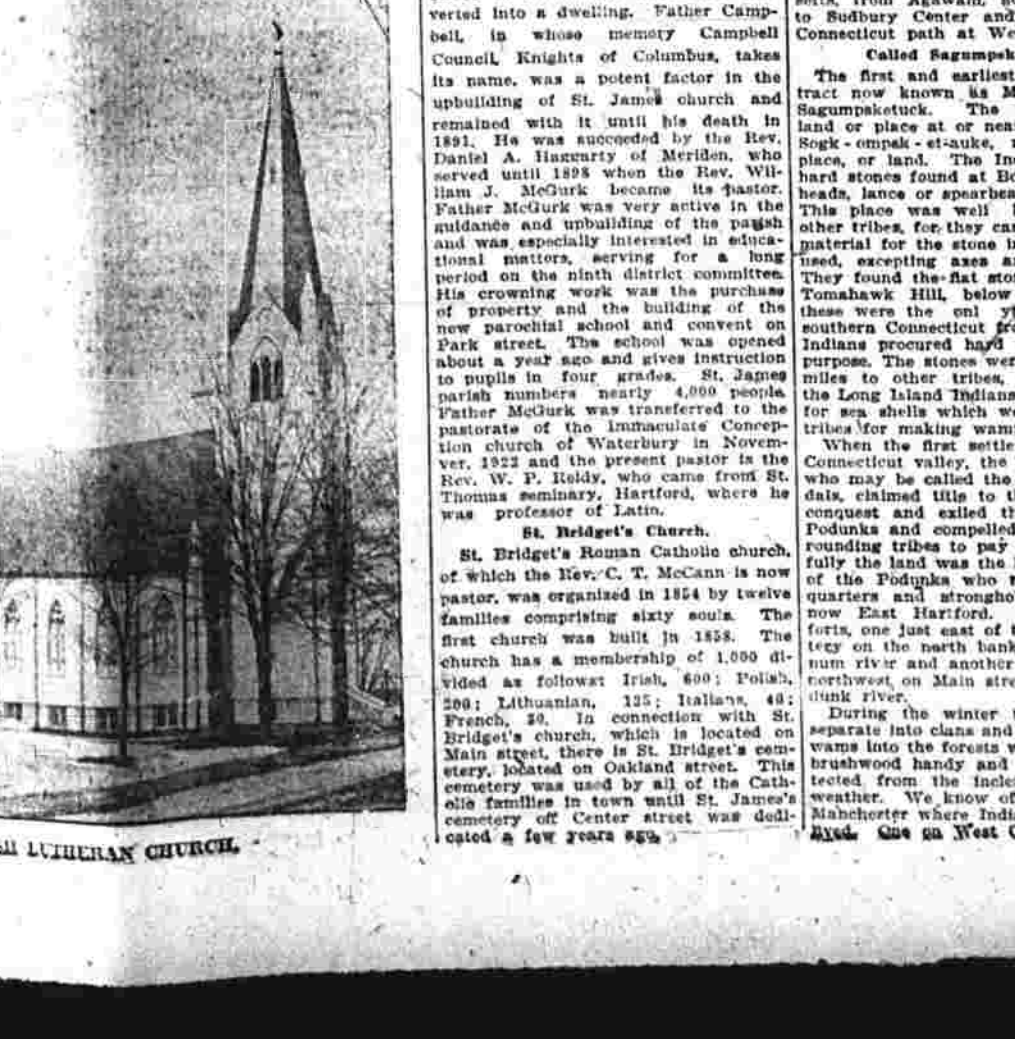 LUTHERAN CHURCH.
verted into a dwelling. Father Camp-
bell, in whose memory Campbell
Council, Knights of Columbus, takes
its name, was a potent factor in the
upbuilding of St. James church and
remained with it until his death in
1891. He was succeeded by the Rev.
Daniel A. Haggarty of Meriden, who
served until 1898 when the Rev. Wil-
liam J. McGurk became its pastor.
Father McGurk was very active in the
guidance and upbuilding of the parish
and was especially interested in educa-
tional matters, serving for a long
period on the ninth district committee.
His crowning work was the purchase
of property and the building of the
new parochial school and convent on
Park street. The school was opened
about a year ago and gives instruction
to pupils in four grades. St. James
parish numbers nearly 4,000 people.
Father McGurk was transferred to the
pastorate of the Immaculate Concep-
tion church of Waterbury in Novem-
ver, 1922 and the present pastor is the
Rev. W. P. Reidy, who came from St.
Thomas seminary, Hartford, where he
was professor of Latin.
St. Bridget's Church.
St. Bridget's Roman Catholic church,
of which the Rev. C. T. McCann is now
pastor, was organized in 1854 by twelve
families comprising sixty souls. The
first church was built in 1858. The
church has a membership of 1,000 di-
vided as follows: Irish, 600; Polish,
200; Lithuanian, 125; Italians, 40;
French, 30. In connection with St.
Bridget's church, which is located on
Main street, there is St. Bridget's cem-
etery, located on Oakland street. This
cemetery was used by all of the Cath-
olic families in town until St. James's
cemetery off Center street was dedi-
cated a few years ago.
to Sudbury Center and
Connecticut path at We
Called Sagumpsk
The first and earliest
tract now known as M
Sagumpsketuck. The
land or place at or near
Sogk-ompsk-et-auke,
place, or land. The In
hard stones found at Bo
heads, lance or spearhea
This place was well
other tribes, for, they ca
material for the stone i
used, excepting axes a
They found the flat sto
Tomahawk Hill, below
these were the onl y
southern Connecticut fr
Indians procured hard
purpose. The stones wer
miles to other tribes,
the Long Island Indians
for sea shells which we
tribes for making wam
When the first settle
Connecticut valley, the
who may be called the
dals, claimed title to t
conquest and exiled th
Podunks and compelled
rounding tribes to pay
fully the land was the
of the Podunks who
quarters and strongho
now East Hartford.
forts, one just east of
tery on the north bank
num river and another
northwest, on Main stre
dunk river.
During the winter
separate into clans and
wams into the forests w
brushwood handy and
tected from the incle
weather. We know of
Manchester where Indi
lived. One on West C